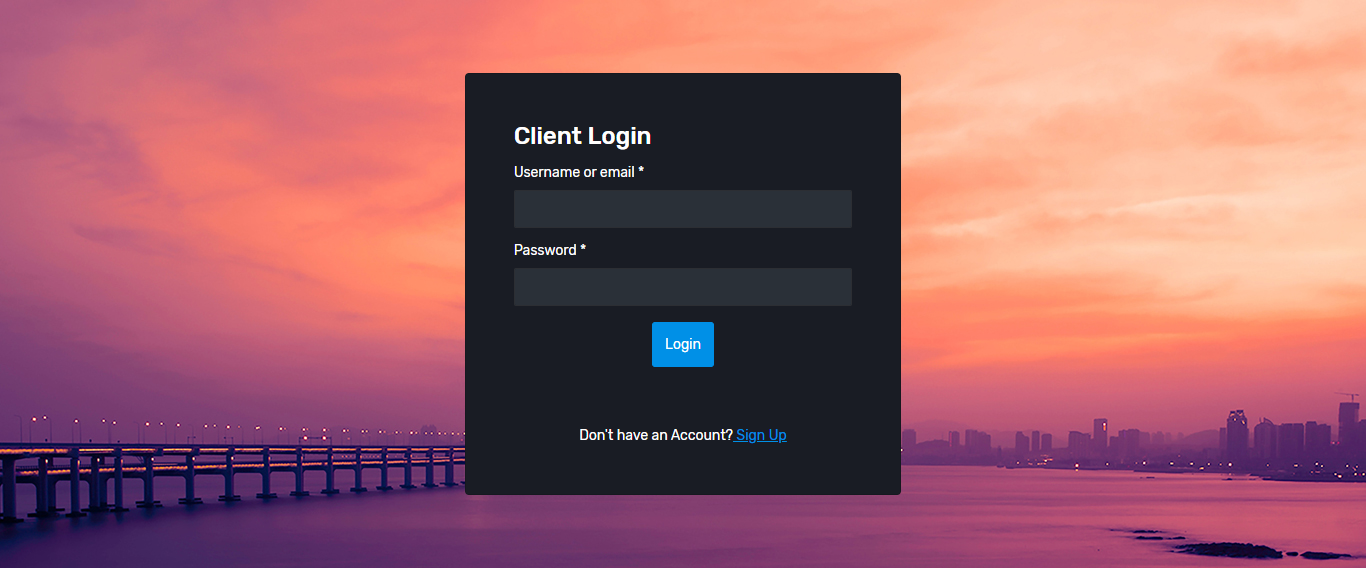 Client Login
Username or email *
Password *
Login
Don't have an Account? Sign Up